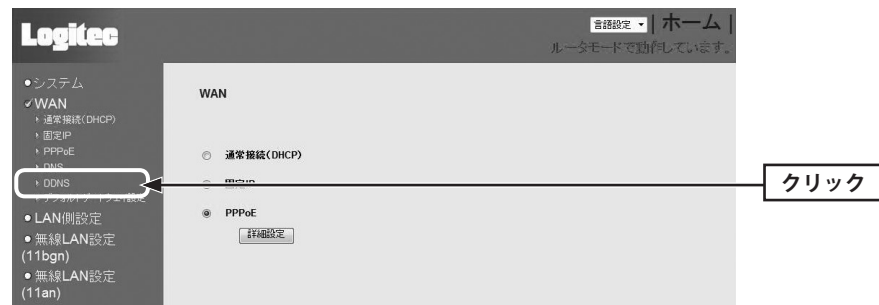 Logitec
言語設定
ホーム
ルータモードで動作しています。
システム
WAN
通常接続(DHCP)
固定IP
PPPoE
DNS
DDNS
LAN側設定
無線LAN設定
(11bgn)
無線LAN設定
(11an)
WAN
通常接続(DHCP)
固定IP
PPPoE
詳細設定
クリック